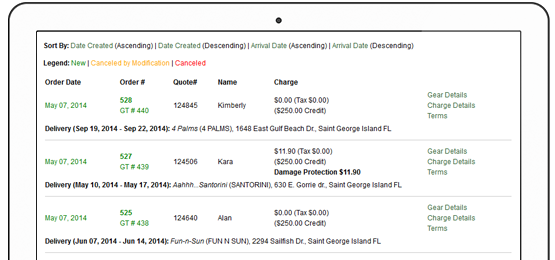 Sort By: Date Created (Ascending) | Date Created (Descending) | Arrival Date (Ascending) | Arrival Date (Descending)
Legend: New | Canceled by Modification | Canceled
Order Date Order # Quote# Name Charge
Gear Details
528 $0.00 (Tax $0.00)
May 07, 2014 124845 Kimberly Charge Details
GT # 440 ($250.00 Credit)
Terms
Delivery (Sep 19, 2014 - Sep 22, 2014): 4 Palms (4 PALMS), 1648 East Gulf Beach Dr., Saint George Island FL
$11.90 (Tax $0.00) Gear Details
527
May 07, 2014 124506 Kara ($250.00 Credit) Charge Details
GT # 439
Damage Protection $11.90 Terms
Delivery (May 10, 2014 - May 17, 2014): Aahhh...Santorini (SANTORINI), 630 E. Gorrie dr., Saint George Island FL
Gear Details
525 $0.00 (Tax $0.00)
May 07, 2014 124640 Alan Charge Details
GT # 438 ($250.00 Credit)
Terms
Delivery (Jun 07, 2014 - Jun 14, 2014): Fun-n-Sun (FUN N SUN), 2294 Sailfish Dr., Saint George Island FL